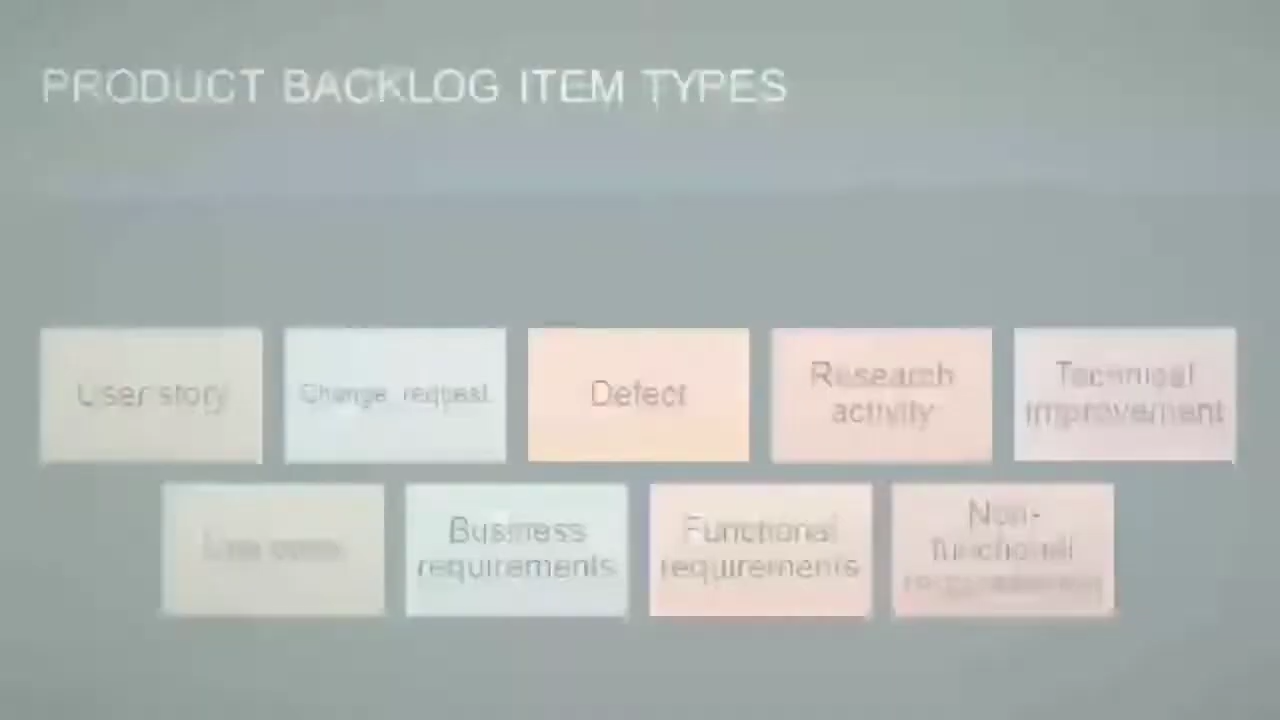 PRODUCT BACKLOG ITEM TYPES
User story
Change request
Defect
Research
activity
Technical
improvement
Business
requirements
Functional
requirements
Non-
functional